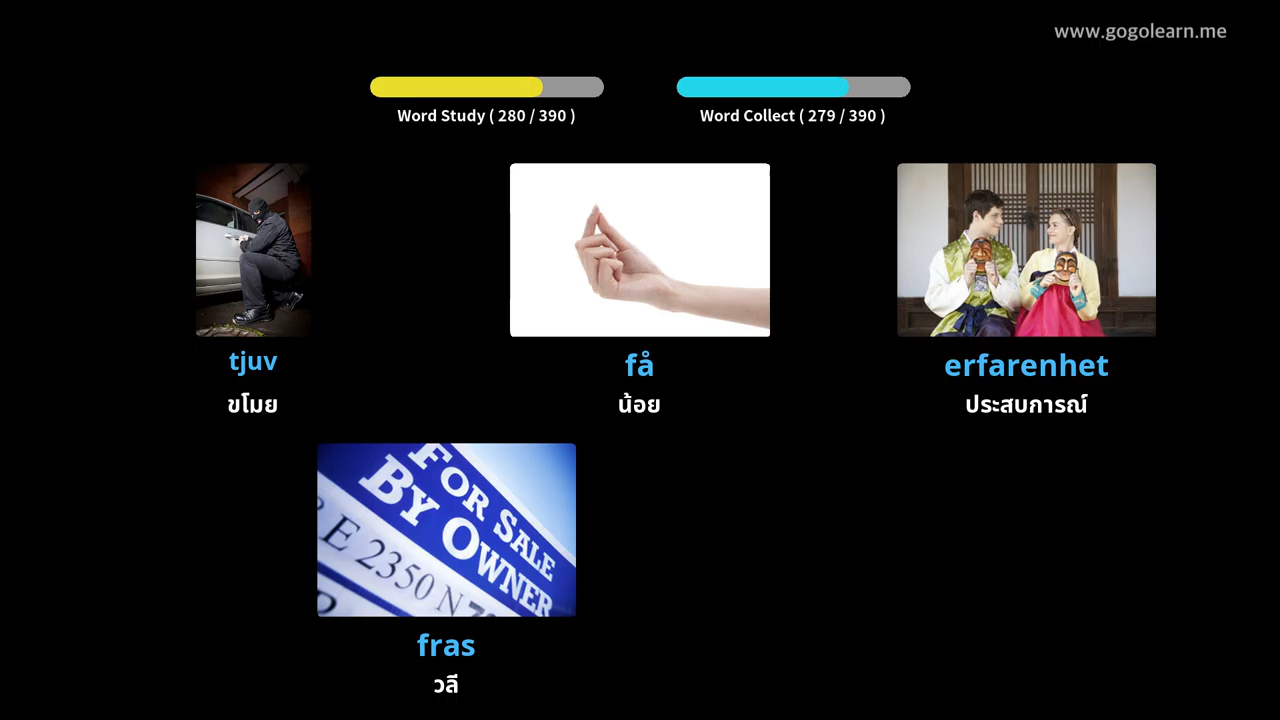 www.gogolearn.me
Word Study ( 280 / 390 )
Word Collect ( 279 / 390 )
tjuv
ขโมย
få
น้อย
erfarenhet
ประสบการณ์
FOR SALE
BY OWNER
E 2350 N
fras
วลี